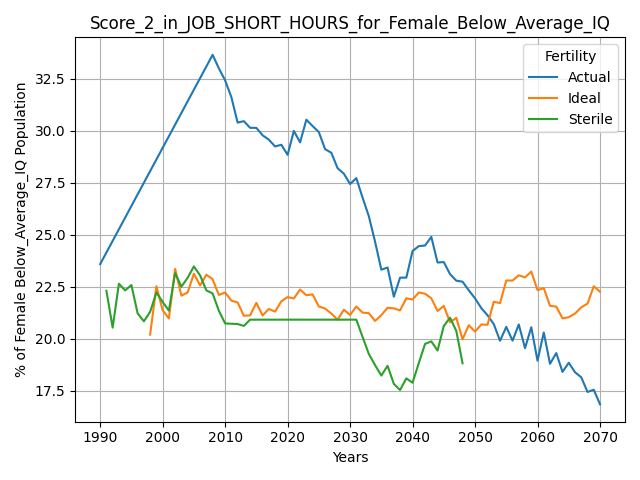 Score_2_in_JOB_SHORT_HOURS_for_Female_Below_Average_IQ
% of Female Below_Average_IQ Population
32.5
30.0
27.5
25.0
22.5
20.0
17.5
Fertility
Actual
Ideal
Sterile
1990 2000 2010 2020 2030 2040 2050 2060 2070
Years